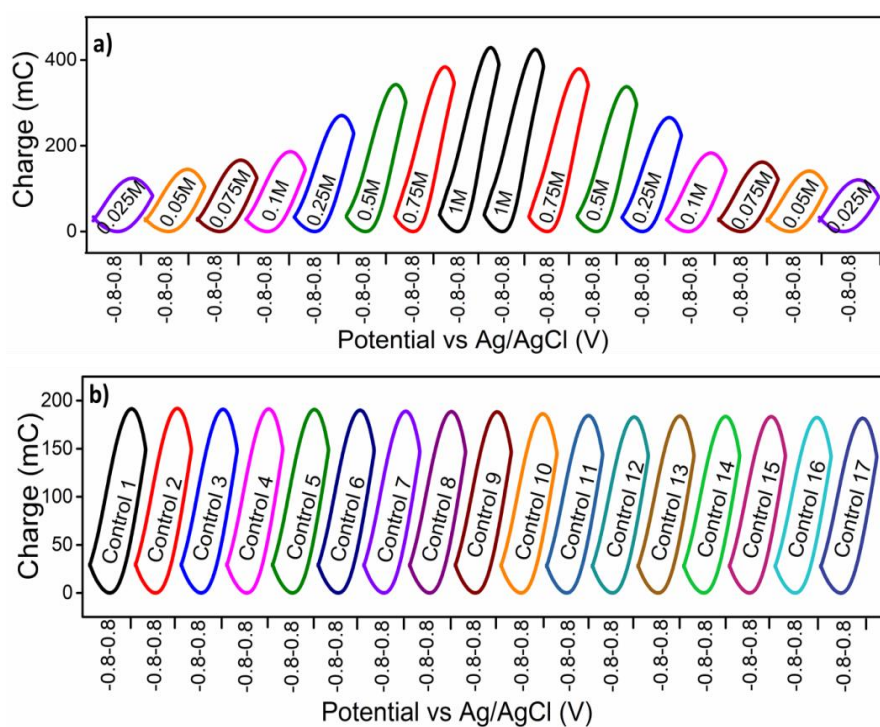 a)
Charge (mC)
400
200
0
0.025M 0.05M 0.075M 0.1M 0.25M 0.5M 0.75M 1M 1M 0.75M 0.5M 0.25M 0.1M 0.075M 0.05M 0.025M
-0.8-0.8 -0.8-0.8 -0.8-0.8 -0.8-0.8 -0.8-0.8 -0.8-0.8 -0.8-0.8 -0.8-0.8 -0.8-0.8 -0.8-0.8 -0.8-0.8 -0.8-0.8 -0.8-0.8 -0.8-0.8 -0.8-0.8 -0.8-0.8
Potential vs Ag/AgCl (V)
b)
Charge (mC)
200
150
100
50
0
Control 1 Control 2 Control 3 Control 4 Control 5 Control 6 Control 7 Control 8 Control 9 Control 10 Control 11 Control 12 Control 13 Control 14 Control 15 Control 16 Control 17
-0.8-0.8 -0.8-0.8 -0.8-0.8 -0.8-0.8 -0.8-0.8 -0.8-0.8 -0.8-0.8 -0.8-0.8 -0.8-0.8 -0.8-0.8 -0.8-0.8 -0.8-0.8 -0.8-0.8 -0.8-0.8 -0.8-0.8 -0.8-0.8 -0.8-0.8
Potential vs Ag/AgCl (V)